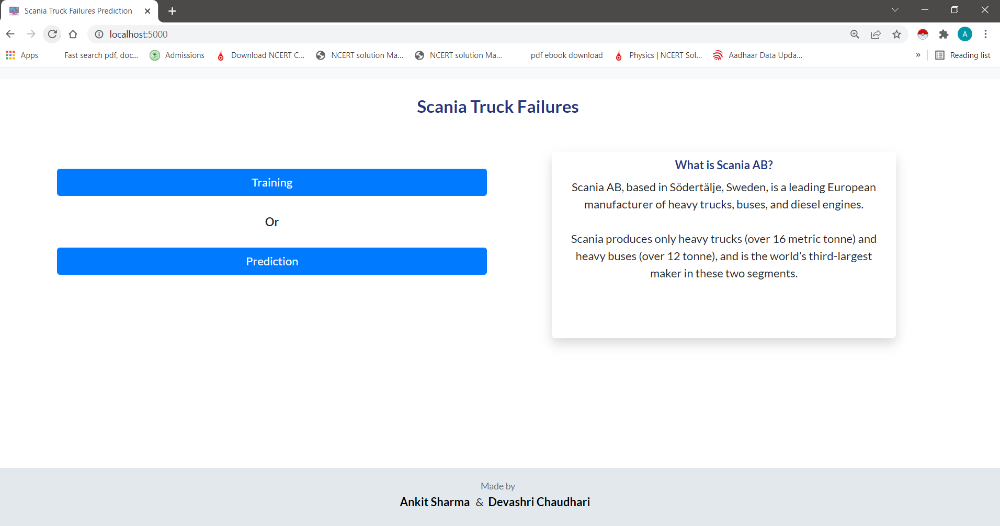 Scania Truck Failures Prediction
localhost:5000
Apps Fast search pdf, doc... Admissions Download NCERT C... NCERT solution Ma... NCERT solution Ma... pdf ebook download Physics | NCERT Sol... Aadhaar Data Upda... » Reading list
A
Scania Truck Failures
Training
Or
Prediction
What is Scania AB?
Scania AB, based in Södertälje, Sweden, is a leading European
manufacturer of heavy trucks, buses, and diesel engines.
Scania produces only heavy trucks (over 16 metric tonne) and
heavy buses (over 12 tonne), and is the world’s third-largest
maker in these two segments.
Made by
Ankit Sharma & Devashri Chaudhari